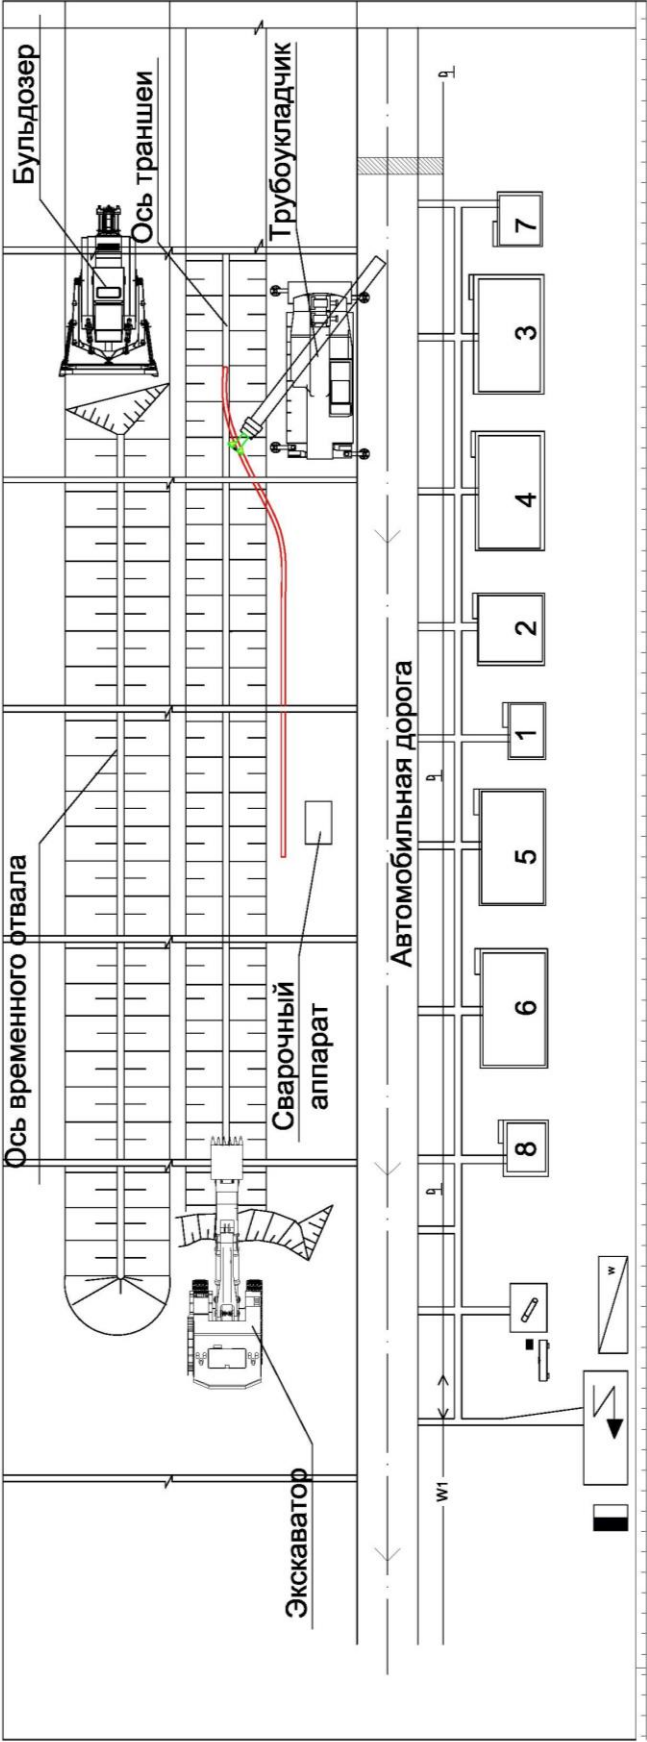 Бульдозер
Ось траншеи
Трубоукладчик
Ось временного отвала
Сварочный
аппарат
Экскаватор
Автомобильная дорога
W1
8
6
5
1
2
4
3
7
w